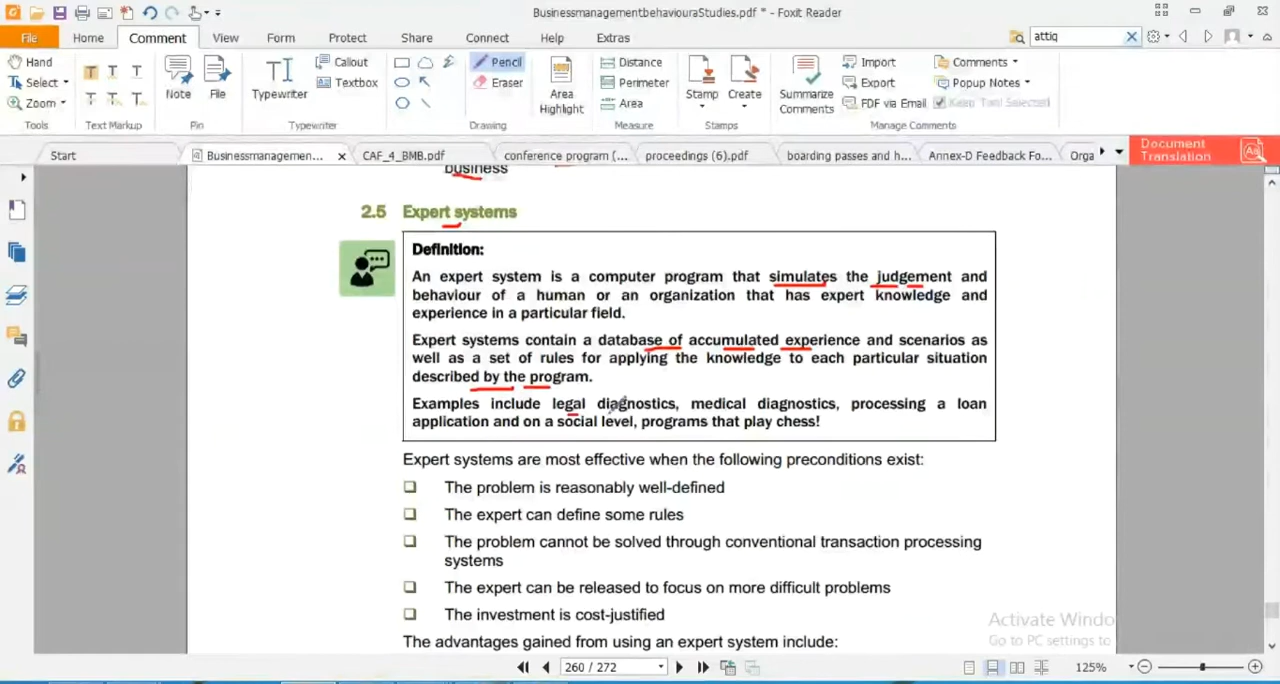 BusinessmanagementbehaviouraStudies.pdf * - Foxit Reader
File Home Comment View Form Protect Share Connect Help Extras attiq
Hand Select Zoom Tools
T T T T T T Text Markup
Note File Pin
Typewriter Callout Textbox Typewriter
Pencil Eraser Drawing
Area Highlight Distance Perimeter Area Measure
Stamp Create Stamps
Summarize Comments Import Export FDF via Email Comments Popup Notes Keep Tool Selected Manage Comments
Start Businessmanagemen... CAF_4_BMB.pdf conference program (... proceedings (6).pdf boarding passes and h... Annex-D Feedback Fo... Orga Document Translation
business
2.5 Expert systems
Definition:
An expert system is a computer program that simulates the judgement and
behaviour of a human or an organization that has expert knowledge and
experience in a particular field.
Expert systems contain a database of accumulated experience and scenarios as
well as a set of rules for applying the knowledge to each particular situation
described by the program.
Examples include legal diagnostics, medical diagnostics, processing a loan
application and on a social level, programs that play chess!
Expert systems are most effective when the following preconditions exist:
❑ The problem is reasonably well-defined
❑ The expert can define some rules
❑ The problem cannot be solved through conventional transaction processing
systems
❑ The expert can be released to focus on more difficult problems
❑ The investment is cost-justified
The advantages gained from using an expert system include:
Activate Windo
Go to PC settings to
260 / 272 125%